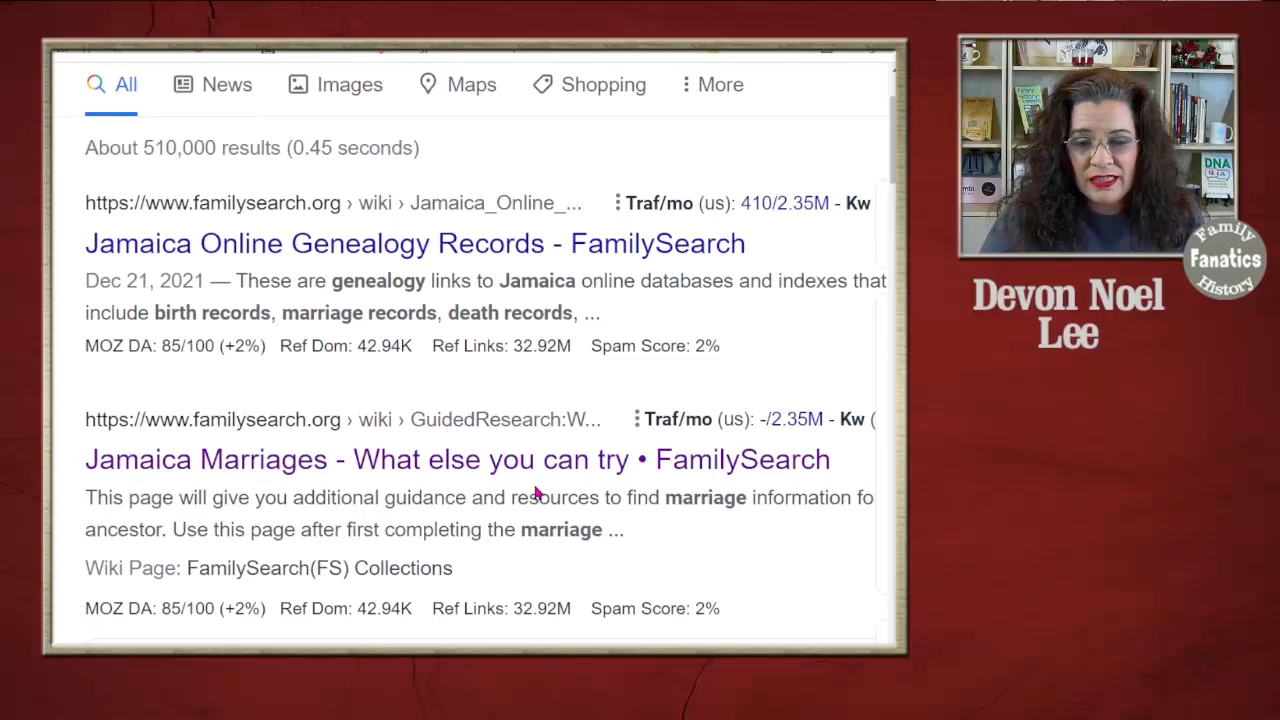 All News Images Maps Shopping More
About 510,000 results (0.45 seconds)
https://www.familysearch.org › wiki › Jamaica_Online_... Traf/mo (us): 410/2.35M - Kw
Jamaica Online Genealogy Records - FamilySearch
Dec 21, 2021 — These are genealogy links to Jamaica online databases and indexes that
include birth records, marriage records, death records, ...
MOZ DA: 85/100 (+2%) Ref Dom: 42.94K Ref Links: 32.92M Spam Score: 2%
https://www.familysearch.org › wiki › GuidedResearch:W... Traf/mo (us): -/2.35M - Kw (
Jamaica Marriages - What else you can try • FamilySearch
This page will give you additional guidance and resources to find marriage information fo
ancestor. Use this page after first completing the marriage ...
Wiki Page: FamilySearch(FS) Collections
MOZ DA: 85/100 (+2%) Ref Dom: 42.94K Ref Links: 32.92M Spam Score: 2%
DNA
Family
Fanatics
History
Devon Noel
Lee